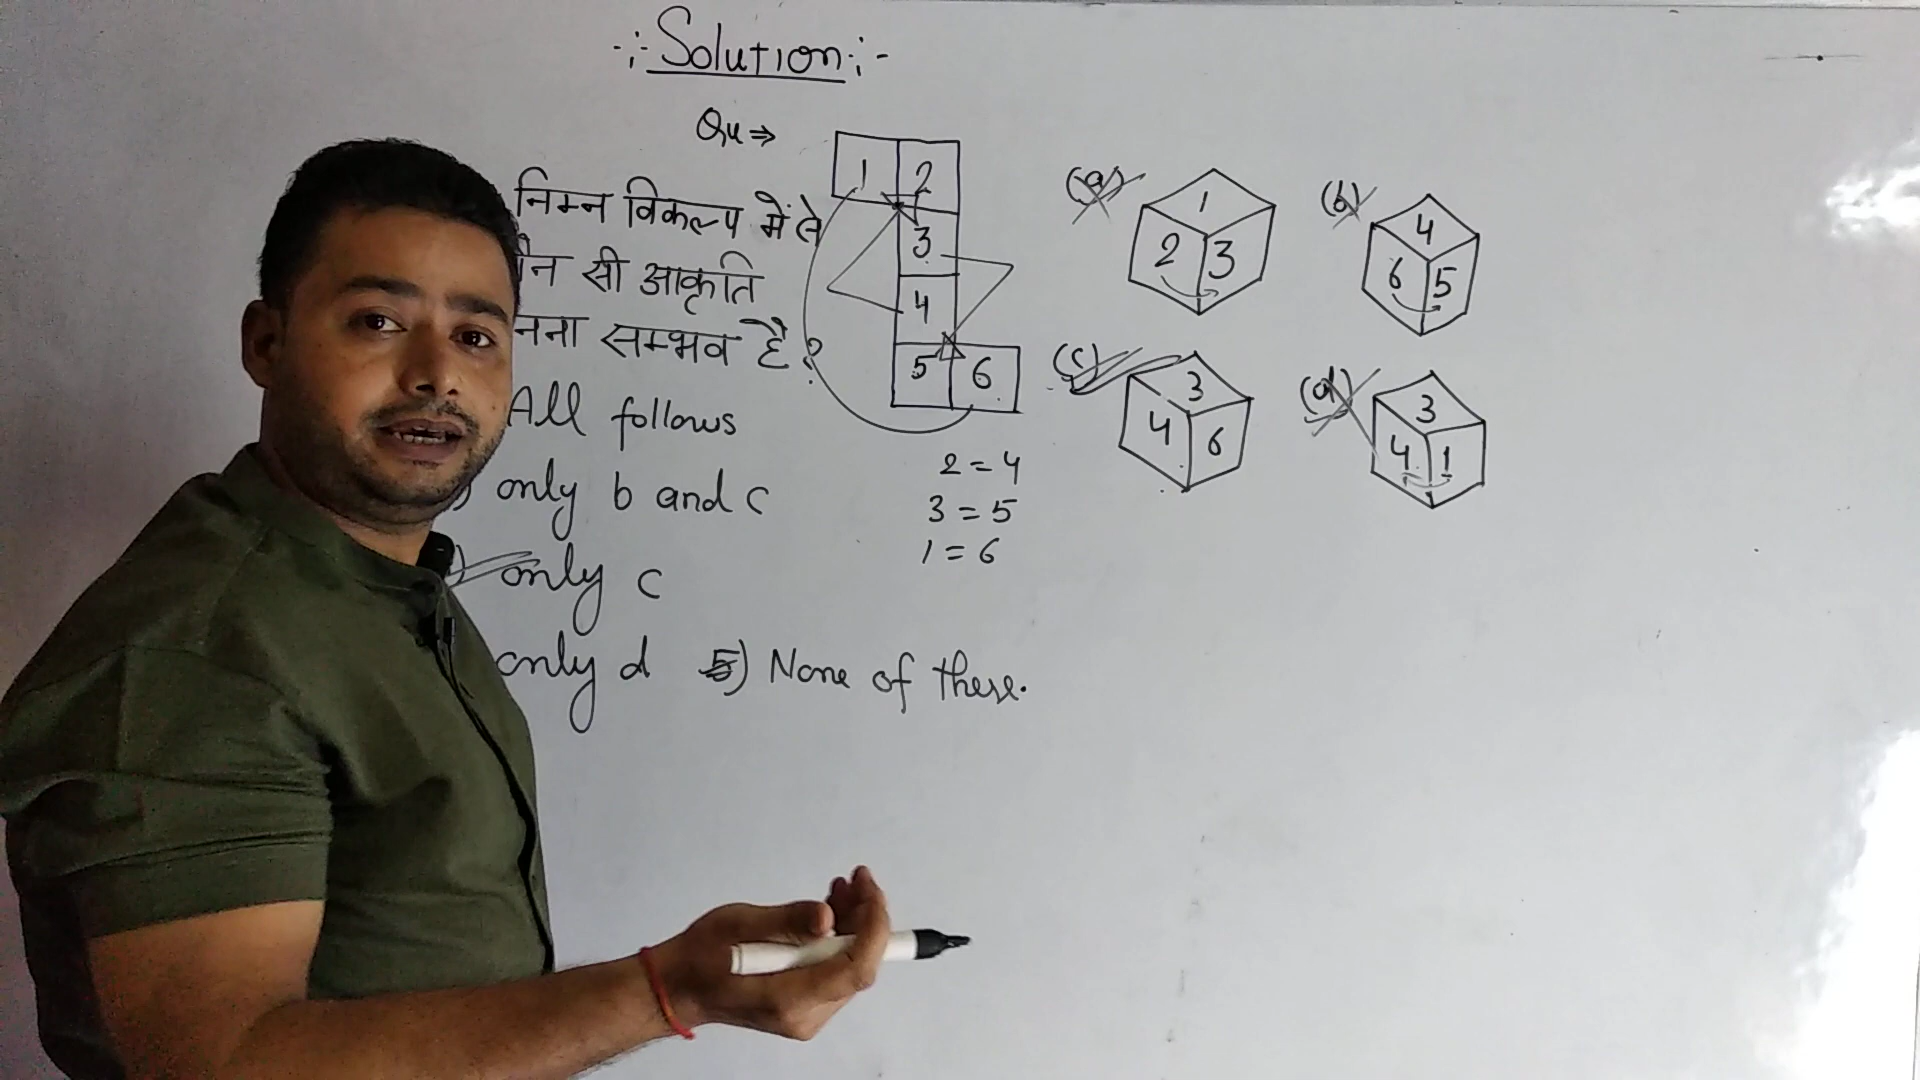 -:- Solution -:-
Qu ⇒
1 2
3
4
5 6
निम्न विकल्प में से
सी आकृति
सम्भव है ?
All follows
only b and c
only c
only d 5) None of these.
2 = 4
3 = 5
1 = 6
(a)
1
2 3
(b)
4
6 5
(c)
3
4 6
(d)
3
4 1